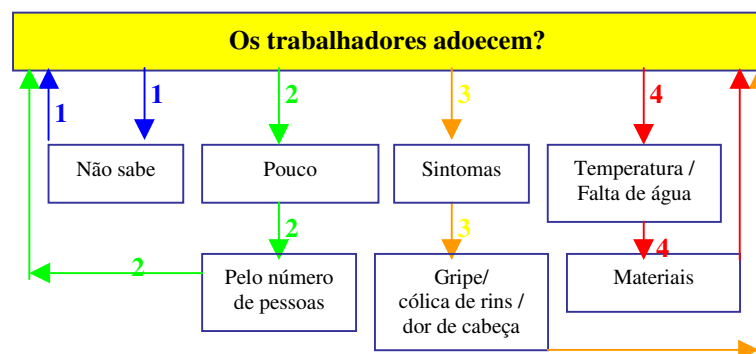 Os trabalhadores adoecem?
1
1
2
3
4
Não sabe
Pouco
Sintomas
Temperatura /
Falta de água
2
3
4
2
Pelo número
de pessoas
Gripe/
cólica de rins /
dor de cabeça
Materiais